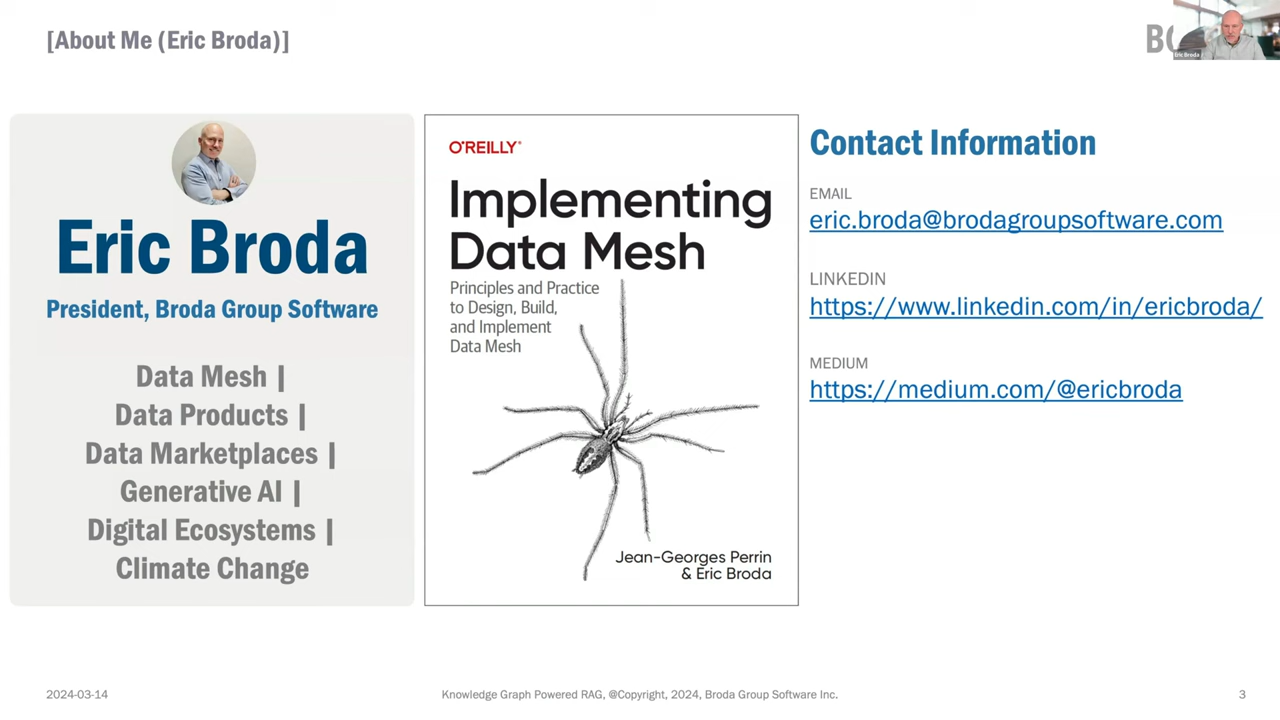 [About Me (Eric Broda)]
Eric Broda
Eric Broda
President, Broda Group Software
Data Mesh |
Data Products |
Data Marketplaces |
Generative AI |
Digital Ecosystems |
Climate Change
O'REILLY®
Implementing
Data Mesh
Principles and Practice
to Design, Build,
and Implement
Data Mesh
Jean-Georges Perrin
& Eric Broda
Contact Information
EMAIL
eric.broda@brodagroupsoftware.com
LINKEDIN
https://www.linkedin.com/in/ericbroda/
MEDIUM
https://medium.com/@ericbroda
2024-03-14
Knowledge Graph Powered RAG, @Copyright, 2024, Broda Group Software Inc.
3